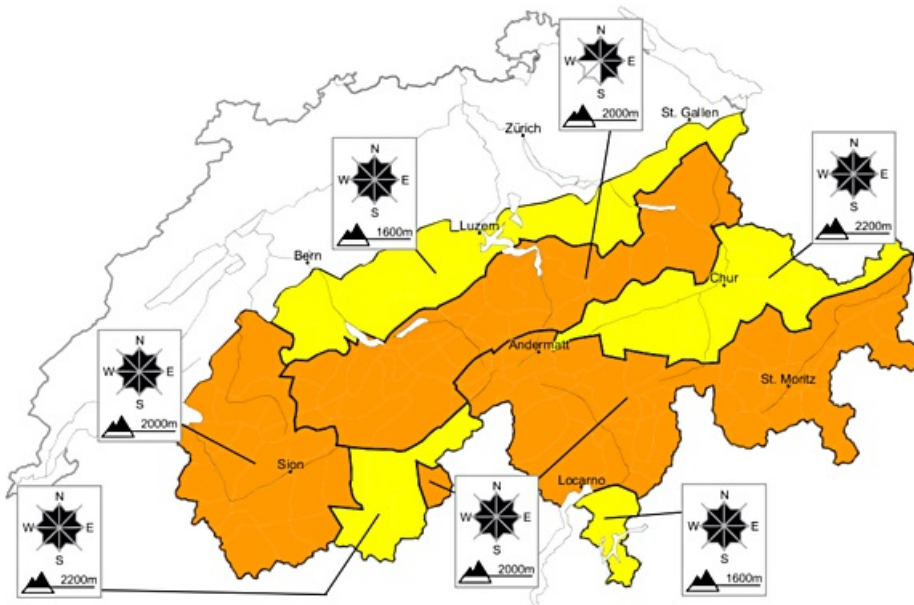 N
W E
S
2000m
St. Gallen
Zürich
N
W E
S
2200m
N
W E
S
1600m
Luzern
Bern
Chur
Andermatt
St. Moritz
N
W E
S
2000m
Sion
Locarno
N
W E
S
2200m
N
W E
S
2000m
N
W E
S
1600m